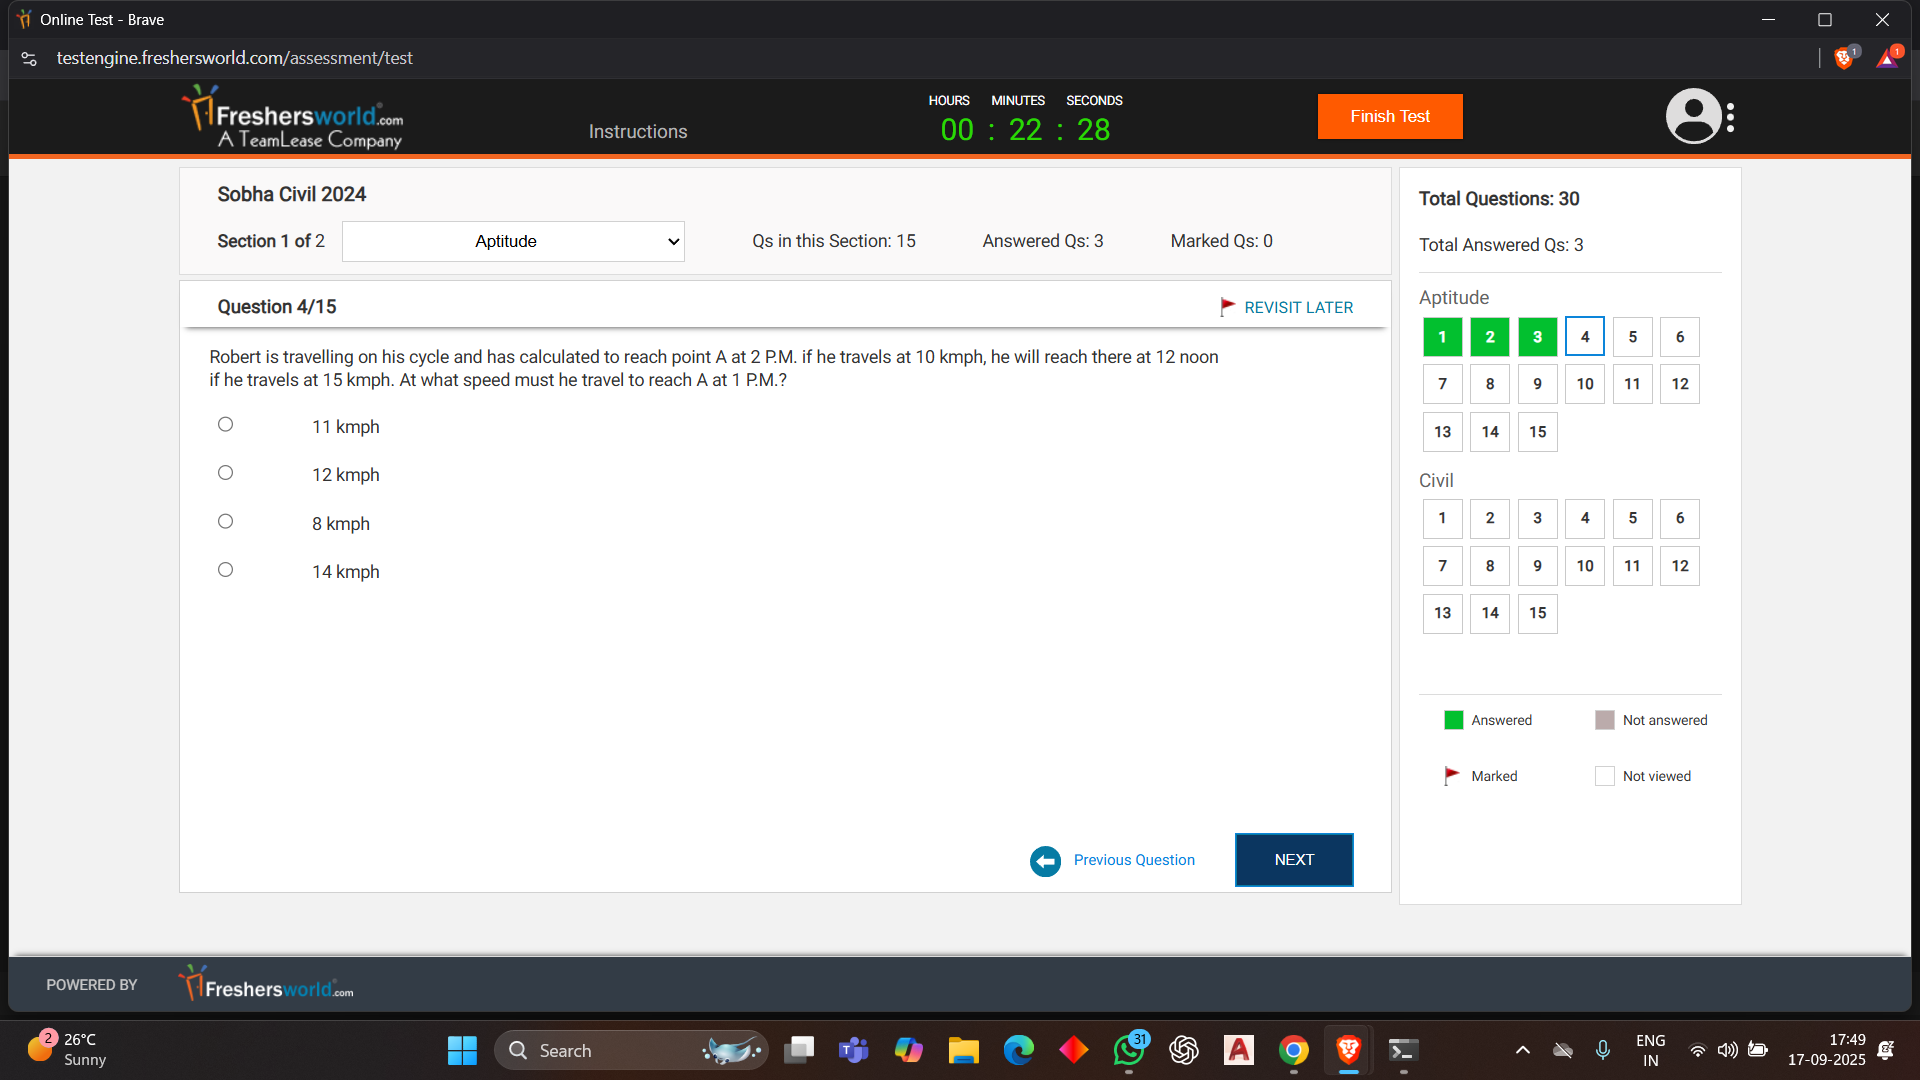 Online Test - Brave
testengine.freshersworld.com/assessment/test
1
1
Freshersworld.com
A TeamLease Company
Instructions
HOURS MINUTES SECONDS
00 : 22 : 28
Finish Test
Sobha Civil 2024
Section 1 of 2
Aptitude
Qs in this Section: 15
Answered Qs: 3
Marked Qs: 0
Question 4/15
REVISIT LATER
Robert is travelling on his cycle and has calculated to reach point A at 2 P.M. if he travels at 10 kmph, he will reach there at 12 noon
if he travels at 15 kmph. At what speed must he travel to reach A at 1 P.M.?
11 kmph
12 kmph
8 kmph
14 kmph
Previous Question
NEXT
Total Questions: 30
Total Answered Qs: 3
Aptitude
1 2 3 4 5 6
7 8 9 10 11 12
13 14 15
Civil
1 2 3 4 5 6
7 8 9 10 11 12
13 14 15
Answered
Not answered
Marked
Not viewed
POWERED BY
Freshersworld.com
2
26°C
Sunny
Search
31
ENG
IN
17:49
17-09-2025